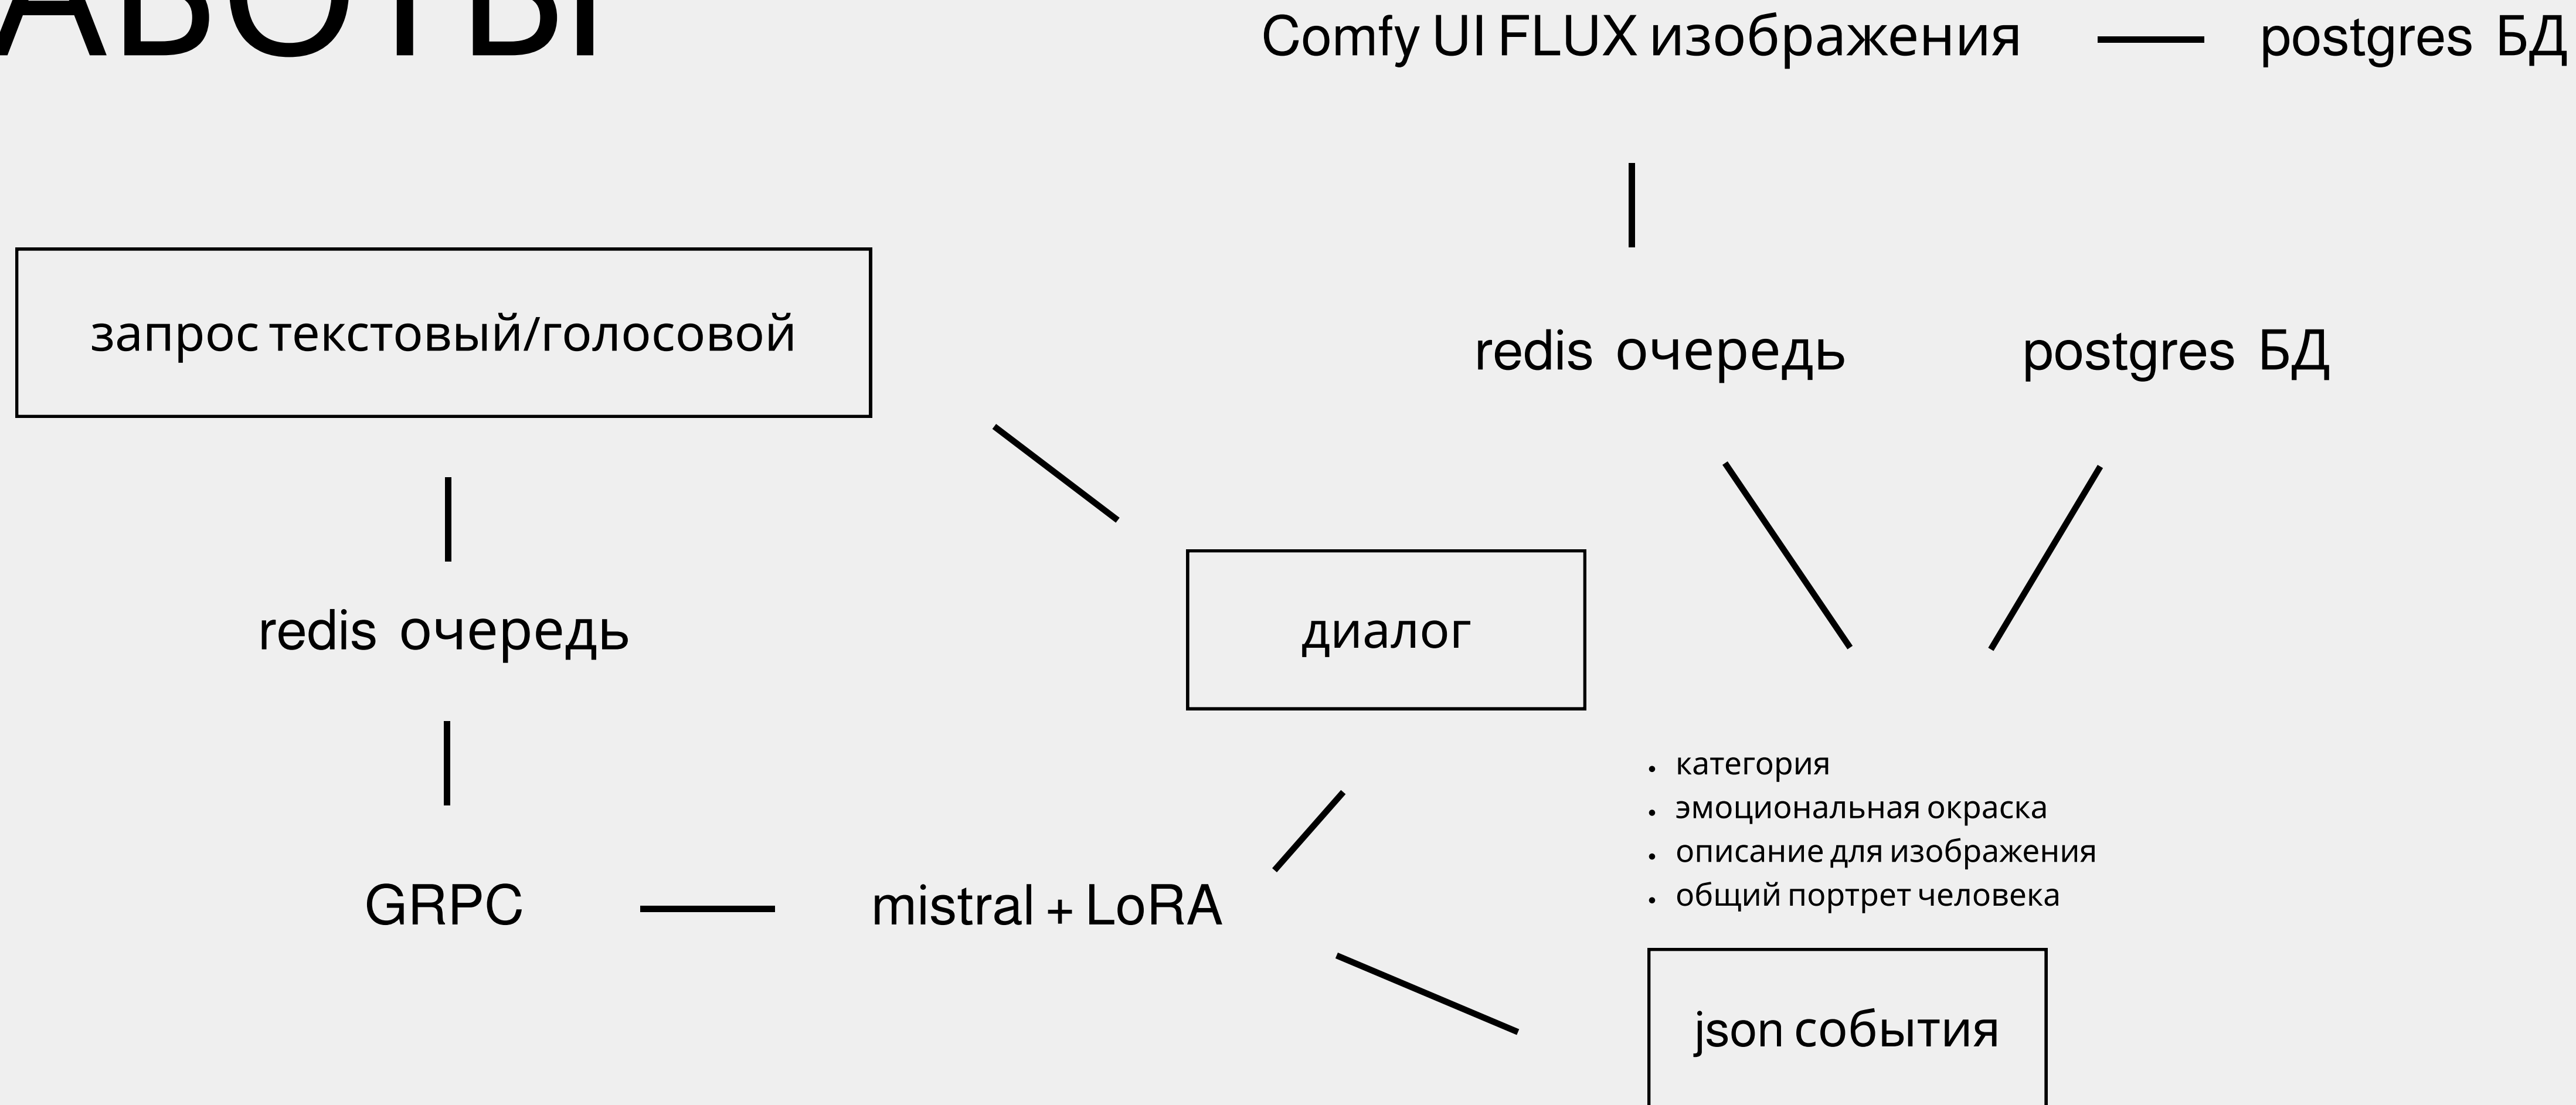 АБОТЫ
Comfy UI FLUX изображения
postgres БД
запрос текстовый/голосовой
redis очередь
postgres БД
redis очередь
диалог
• категория
• эмоциональная окраска
• описание для изображения
• общий портрет человека
GRPC
mistral + LoRA
json события